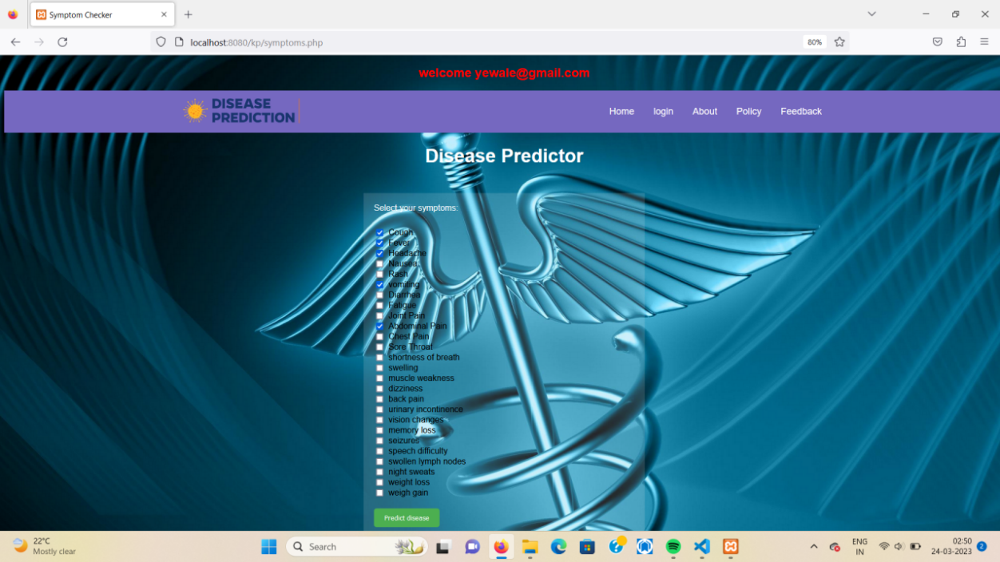 Symptom Checker
localhost:8080/kp/symptoms.php
80%
welcome yewale@gmail.com
DISEASE
PREDICTION
Home login About Policy Feedback
Disease Predictor
Select your symptoms:
Cough
Fever
Headache
Nausea
Rash
vomiting
Diarrhea
Fatigue
Joint Pain
Abdominal Pain
Chest Pain
Sore Throat
shortness of breath
swelling
muscle weakness
dizziness
back pain
urinary incontinence
vision changes
memory loss
seizures
speech difficulty
swollen lymph nodes
night sweats
weight loss
weigh gain
Predict disease
22°C
Mostly clear
Search
ENG
IN
02:50
24-03-2023
2